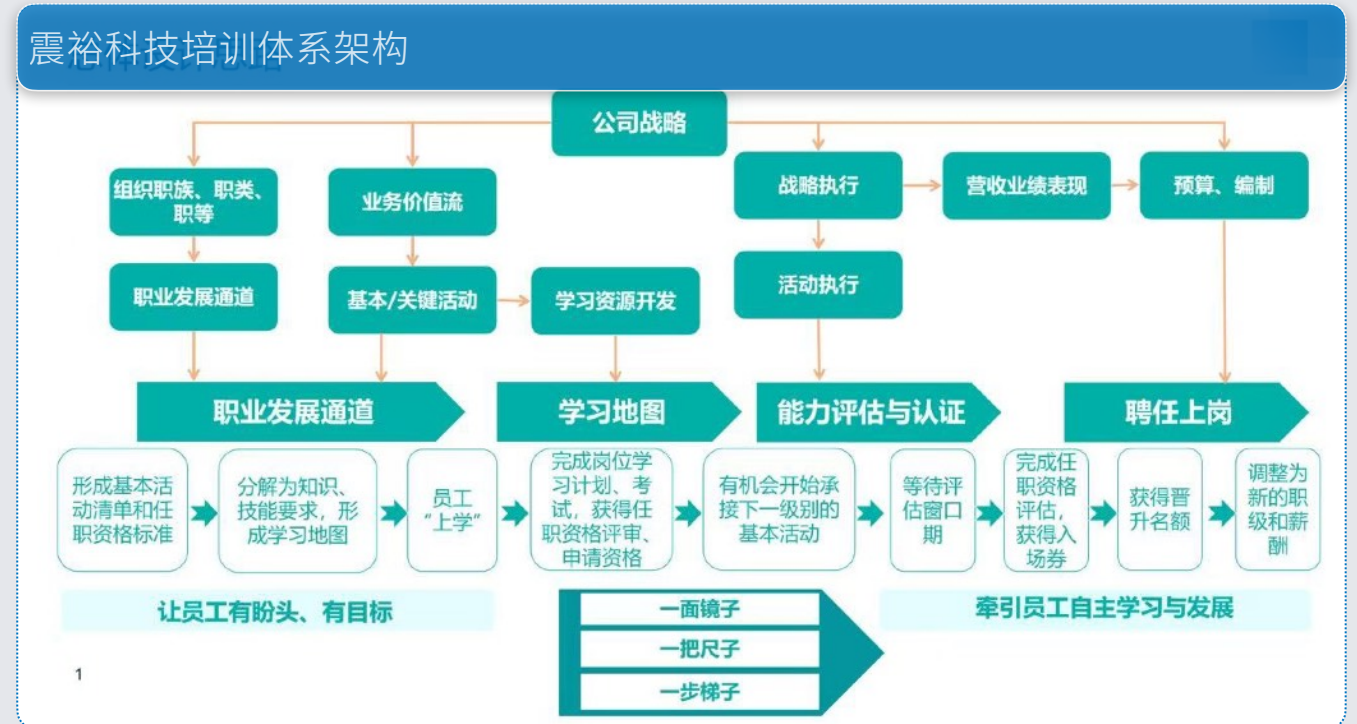 震裕科技培训体系架构
公司战略
组织职族、职类、
职等
业务价值流
战略执行
营收业绩表现
预算、编制
职业发展通道
基本/关键活动
学习资源开发
活动执行
职业发展通道
学习地图
能力评估与认证
聘任上岗
形成基本活
动清单和任
职资格标准
分解为知识、
技能要求，形
成学习地图
员工
“上学”
完成岗位学
习计划、考
试，获得任
职资格评审、
申请资格
有机会开始承
接下一级别的
基本活动
等待评
估窗口
期
完成任
职资格
评估，
获得入
场券
获得晋
升名额
调整为
新的职
级和薪
酬
让员工有盼头、有目标
一面镜子
一把尺子
一步梯子
牵引员工自主学习与发展
1